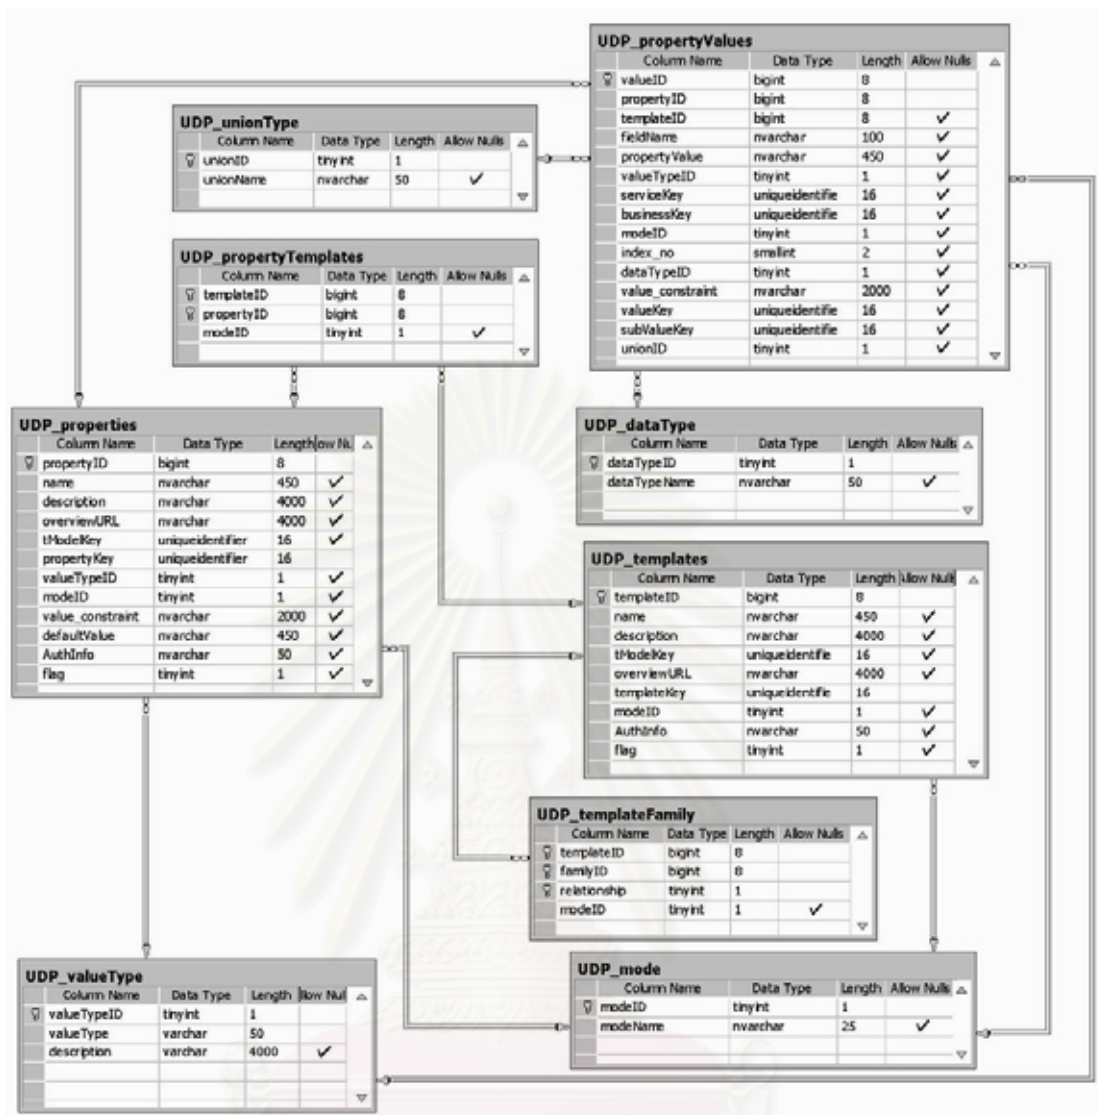 UDP_propertyValues
Column Name Data Type Length Allow Nulls
valueID bigint 8
propertyID bigint 8
templateID bigint 8
fieldName nvarchar 100
propertyValue nvarchar 450
valueTypeID tinyint 1
serviceKey uniqueidentifie 16
businessKey uniqueidentifie 16
modeID tinyint 1
index_no smallint 2
dataTypeID tinyint 1
value_constraint nvarchar 2000
valueKey uniqueidentifie 16
subValueKey uniqueidentifie 16
unionID tinyint 1
UDP_unionType
Column Name Data Type Length Allow Nulls
unionID tinyint 1
unionName nvarchar 50
UDP_propertyTemplates
Column Name Data Type Length Allow Nulls
templateID bigint 8
propertyID bigint 8
modeID tinyint 1
UDP_properties
Column Name Data Type Length ow Nu
propertyID bigint 8
name nvarchar 450
description nvarchar 4000
overviewURL nvarchar 4000
tModelKey uniqueidentifier 16
propertyKey uniqueidentifier 16
valueTypeID tinyint 1
modeID tinyint 1
value_constraint nvarchar 2000
defaultValue nvarchar 450
AuthInfo nvarchar 50
flag tinyint 1
UDP_dataType
Column Name Data Type Length Allow Nulls
dataTypeID tinyint 1
dataTypeName nvarchar 50
UDP_templates
Column Name Data Type Length Allow Null
templateID bigint 8
name nvarchar 450
description nvarchar 4000
tModelKey uniqueidentifie 16
overviewURL nvarchar 4000
templateKey uniqueidentifie 16
modeID tinyint 1
AuthInfo nvarchar 50
flag tinyint 1
UDP_templateFamily
Column Name Data Type Length Allow Nulls
templateID bigint 8
familyID bigint 8
relationship tinyint 1
modeID tinyint 1
UDP_valueType
Column Name Data Type Length llow Nul
valueTypeID tinyint 1
valueType varchar 50
description varchar 4000
UDP_mode
Column Name Data Type Length Allow Nulls
modeID tinyint 1
modeName nvarchar 25